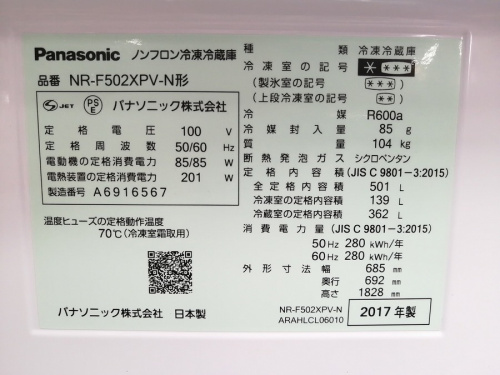 Panasonic ノンフロン冷凍冷蔵庫
品番 NR-F502XPV-N形
JET PSE パナソニック株式会社
定格電圧 100 V
定格周波数 50/60 Hz
電動機の定格消費電力 85/85 W
電熱装置の定格消費電力 201 W
製造番号 A6916567
温度ヒューズの定格動作温度
70℃(冷凍室霜取用)
パナソニック株式会社 日本製
種類 冷凍冷蔵庫
冷凍室の記号 * ***
(製氷室の記号 ***)
(上段冷凍室の記号 **)
冷媒 R600a
冷媒封入量 85 g
質量 104 kg
断熱発泡ガス シクロペンタン
定格内容積 (JIS C 9801-3:2015)
全定格内容積 501 L
冷凍室の定格内容積 139 L
冷蔵室の定格内容積 362 L
消費電力量 (JIS C 9801-3:2015)
50Hz 280 kWh/年
60Hz 280 kWh/年
外形寸法 幅 685 mm
奥行 692 mm
高さ 1828 mm
NR-F502XPV-N
ARAHLCL06010
2017年製